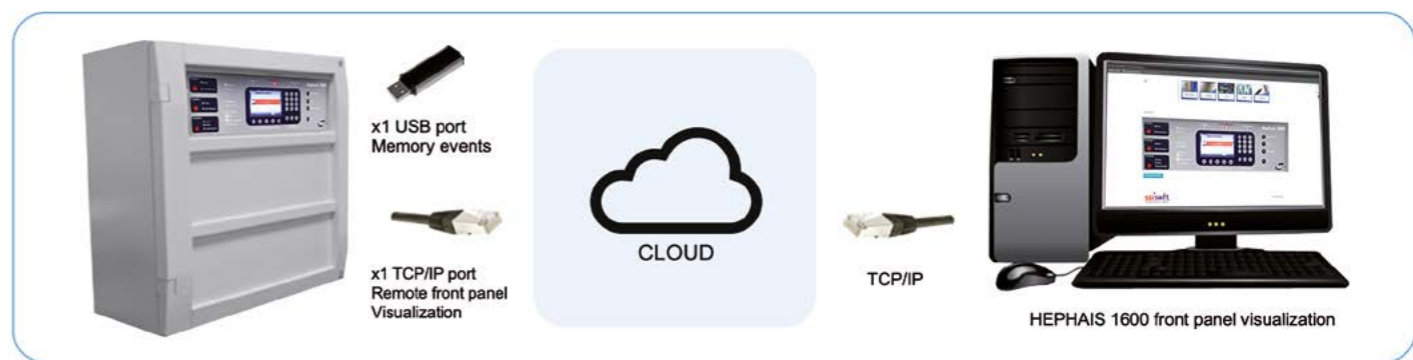 x1 USB port
Memory events
x1 TCP/IP port
Remote front panel
Visualization
CLOUD
TCP/IP
ssisoft
HEPHAIS 1600 front panel visualization